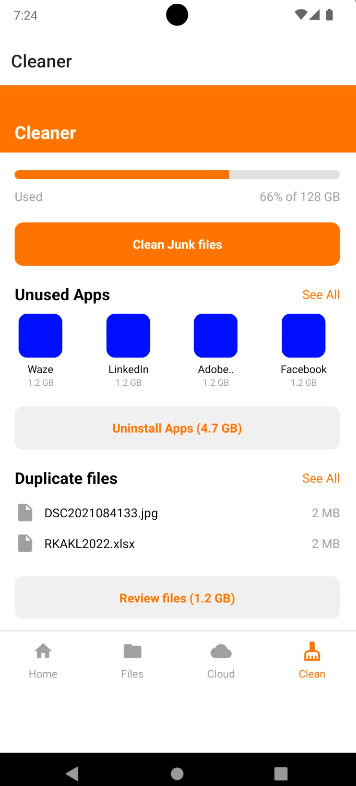 7:24
Cleaner
Cleaner
Used 66% of 128 GB
Clean Junk files
Unused Apps See All
Waze LinkedIn Adobe.. Facebook
1.2 GB 1.2 GB 1.2 GB 1.2 GB
Uninstall Apps (4.7 GB)
Duplicate files See All
DSC2021084133.jpg 2 MB
RKAKL2022.xlsx 2 MB
Review files (1.2 GB)
Home Files Cloud Clean